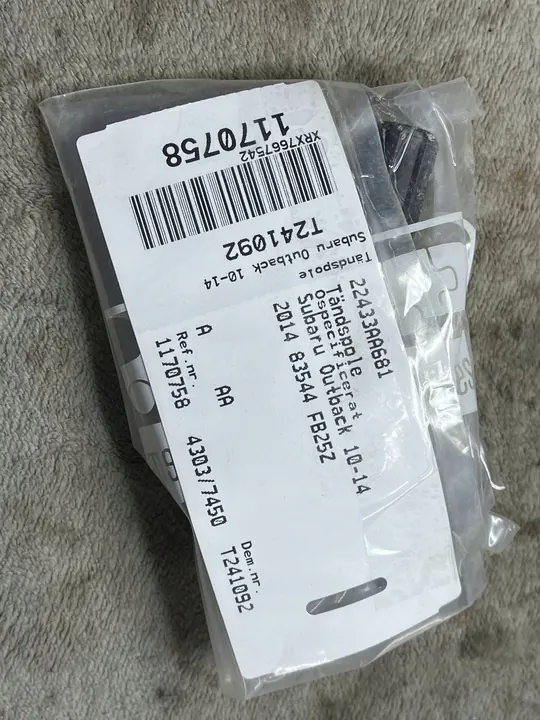 1170758
XRX7667542
T241092
Subaru Outback 10-14
Tändspole
22433AA681
Tändspole
Ospecificerat
Subaru Outback 10-14
2014 83544 FB25Z
A AA
Ref.nr. 4303/7450 Dem.nr.
1170758 T241092